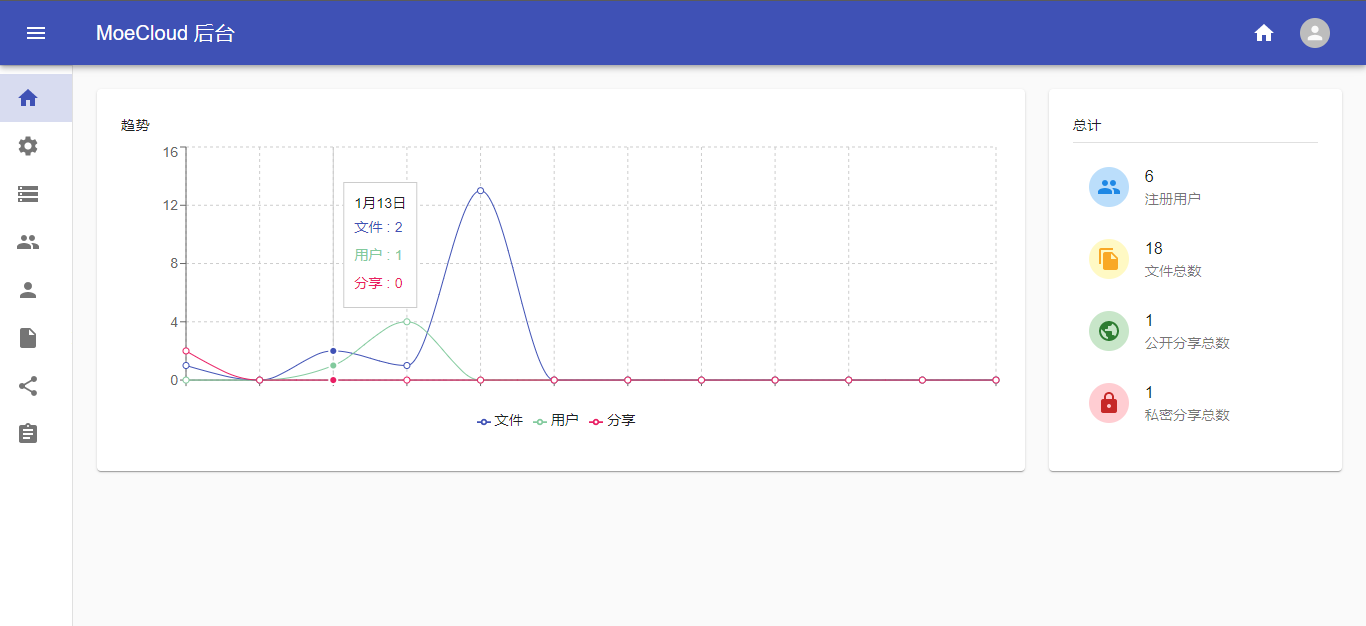 MoeCloud 后台
趋势
16
12
8
4
0
1月13日
文件 : 2
用户 : 1
分享 : 0
文件 用户 分享
总计
6
注册用户
18
文件总数
1
公开分享总数
1
私密分享总数